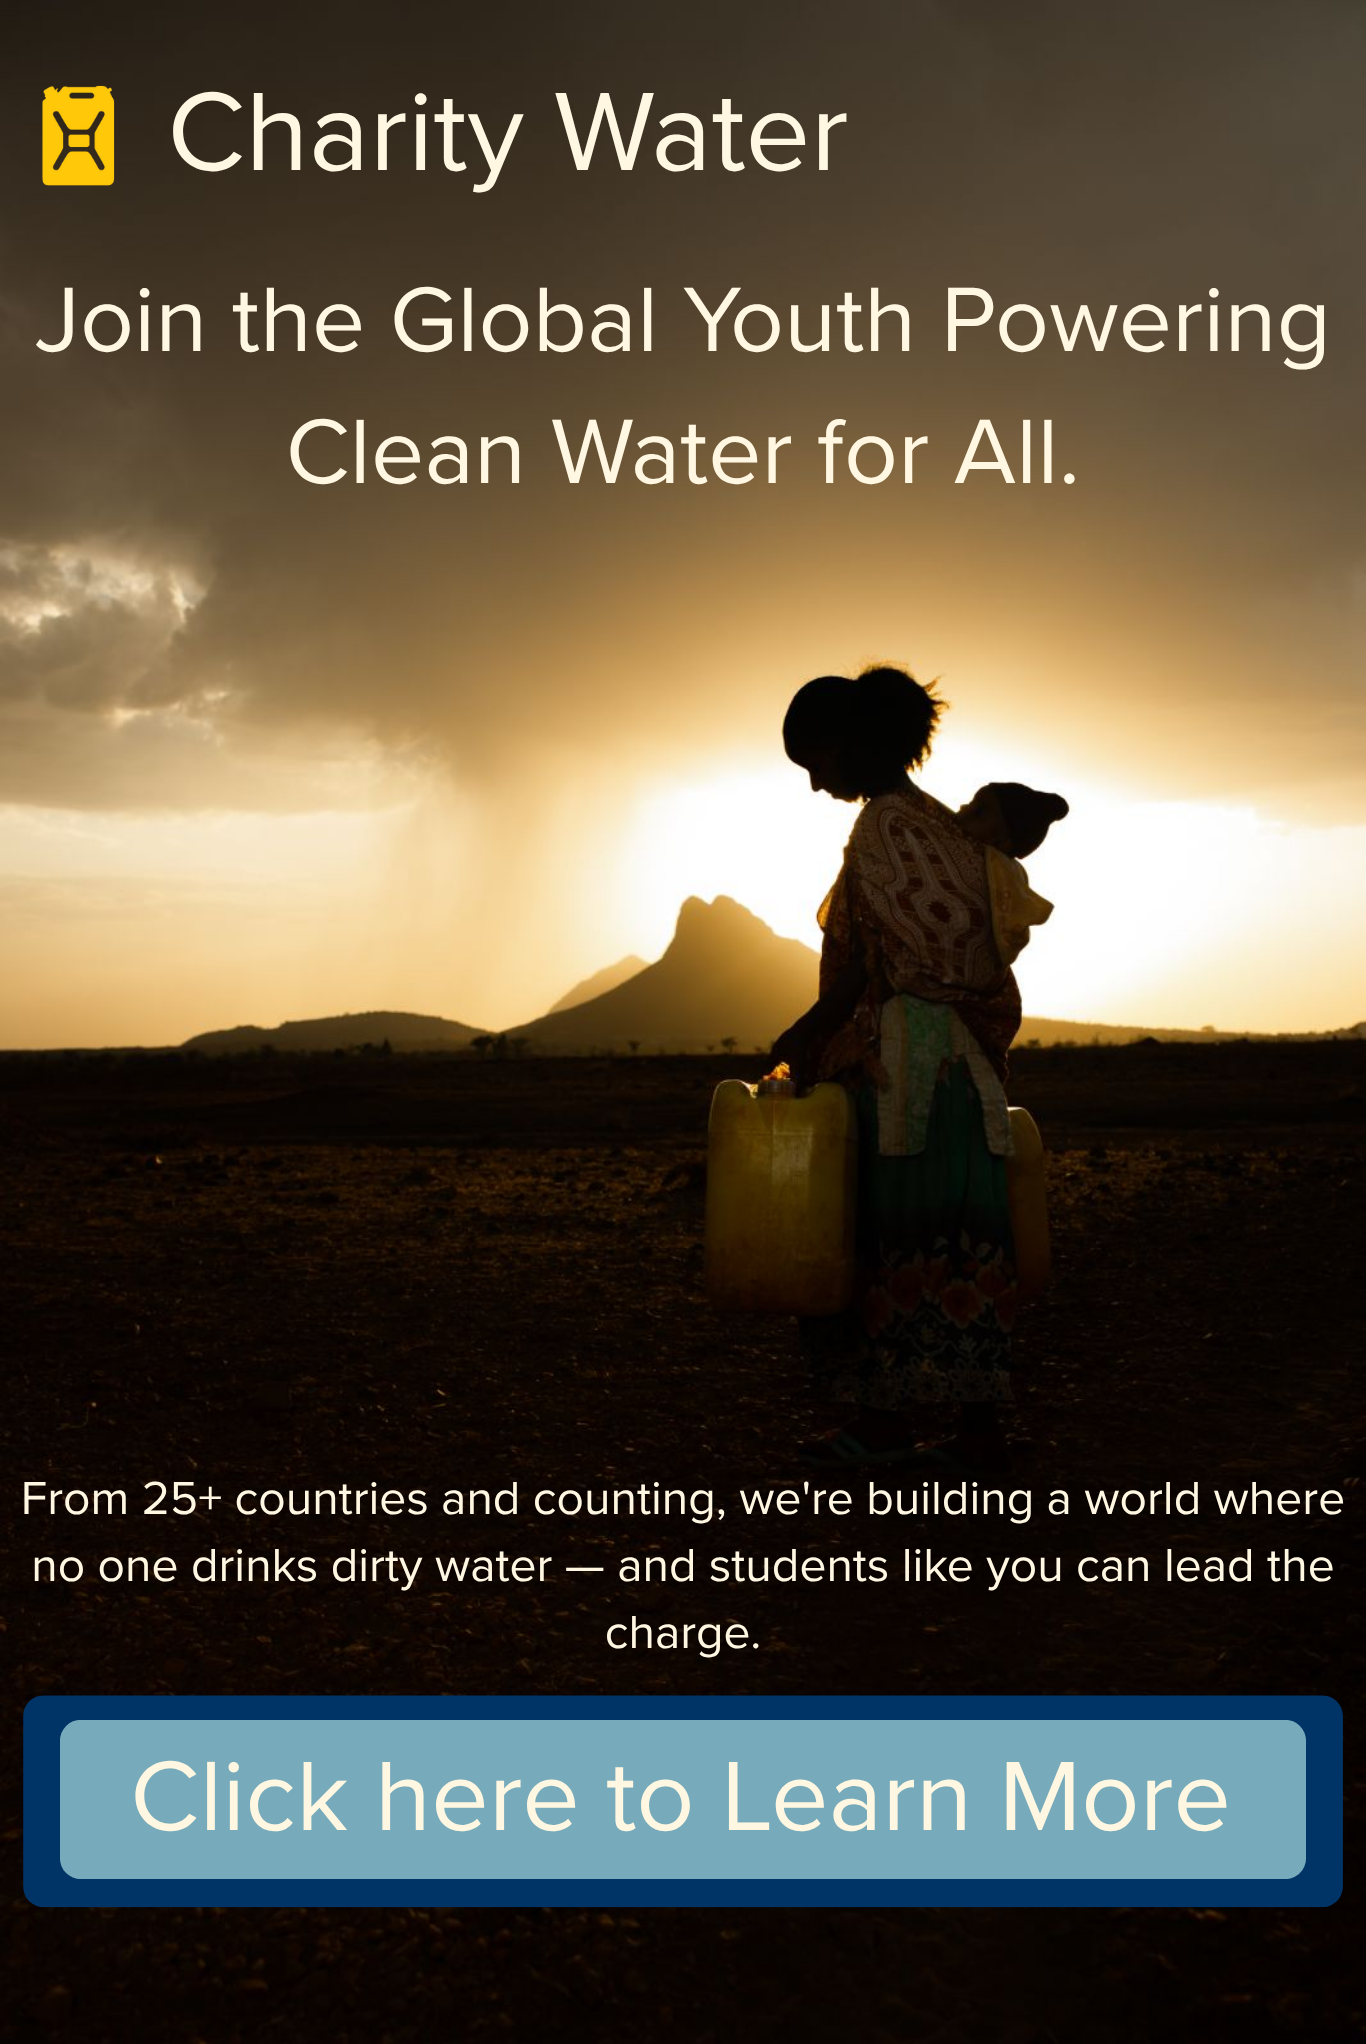 Charity Water
Join the Global Youth Powering
Clean Water for All.
From 25+ countries and counting, we're building a world where
no one drinks dirty water — and students like you can lead the
charge.
Click here to Learn More